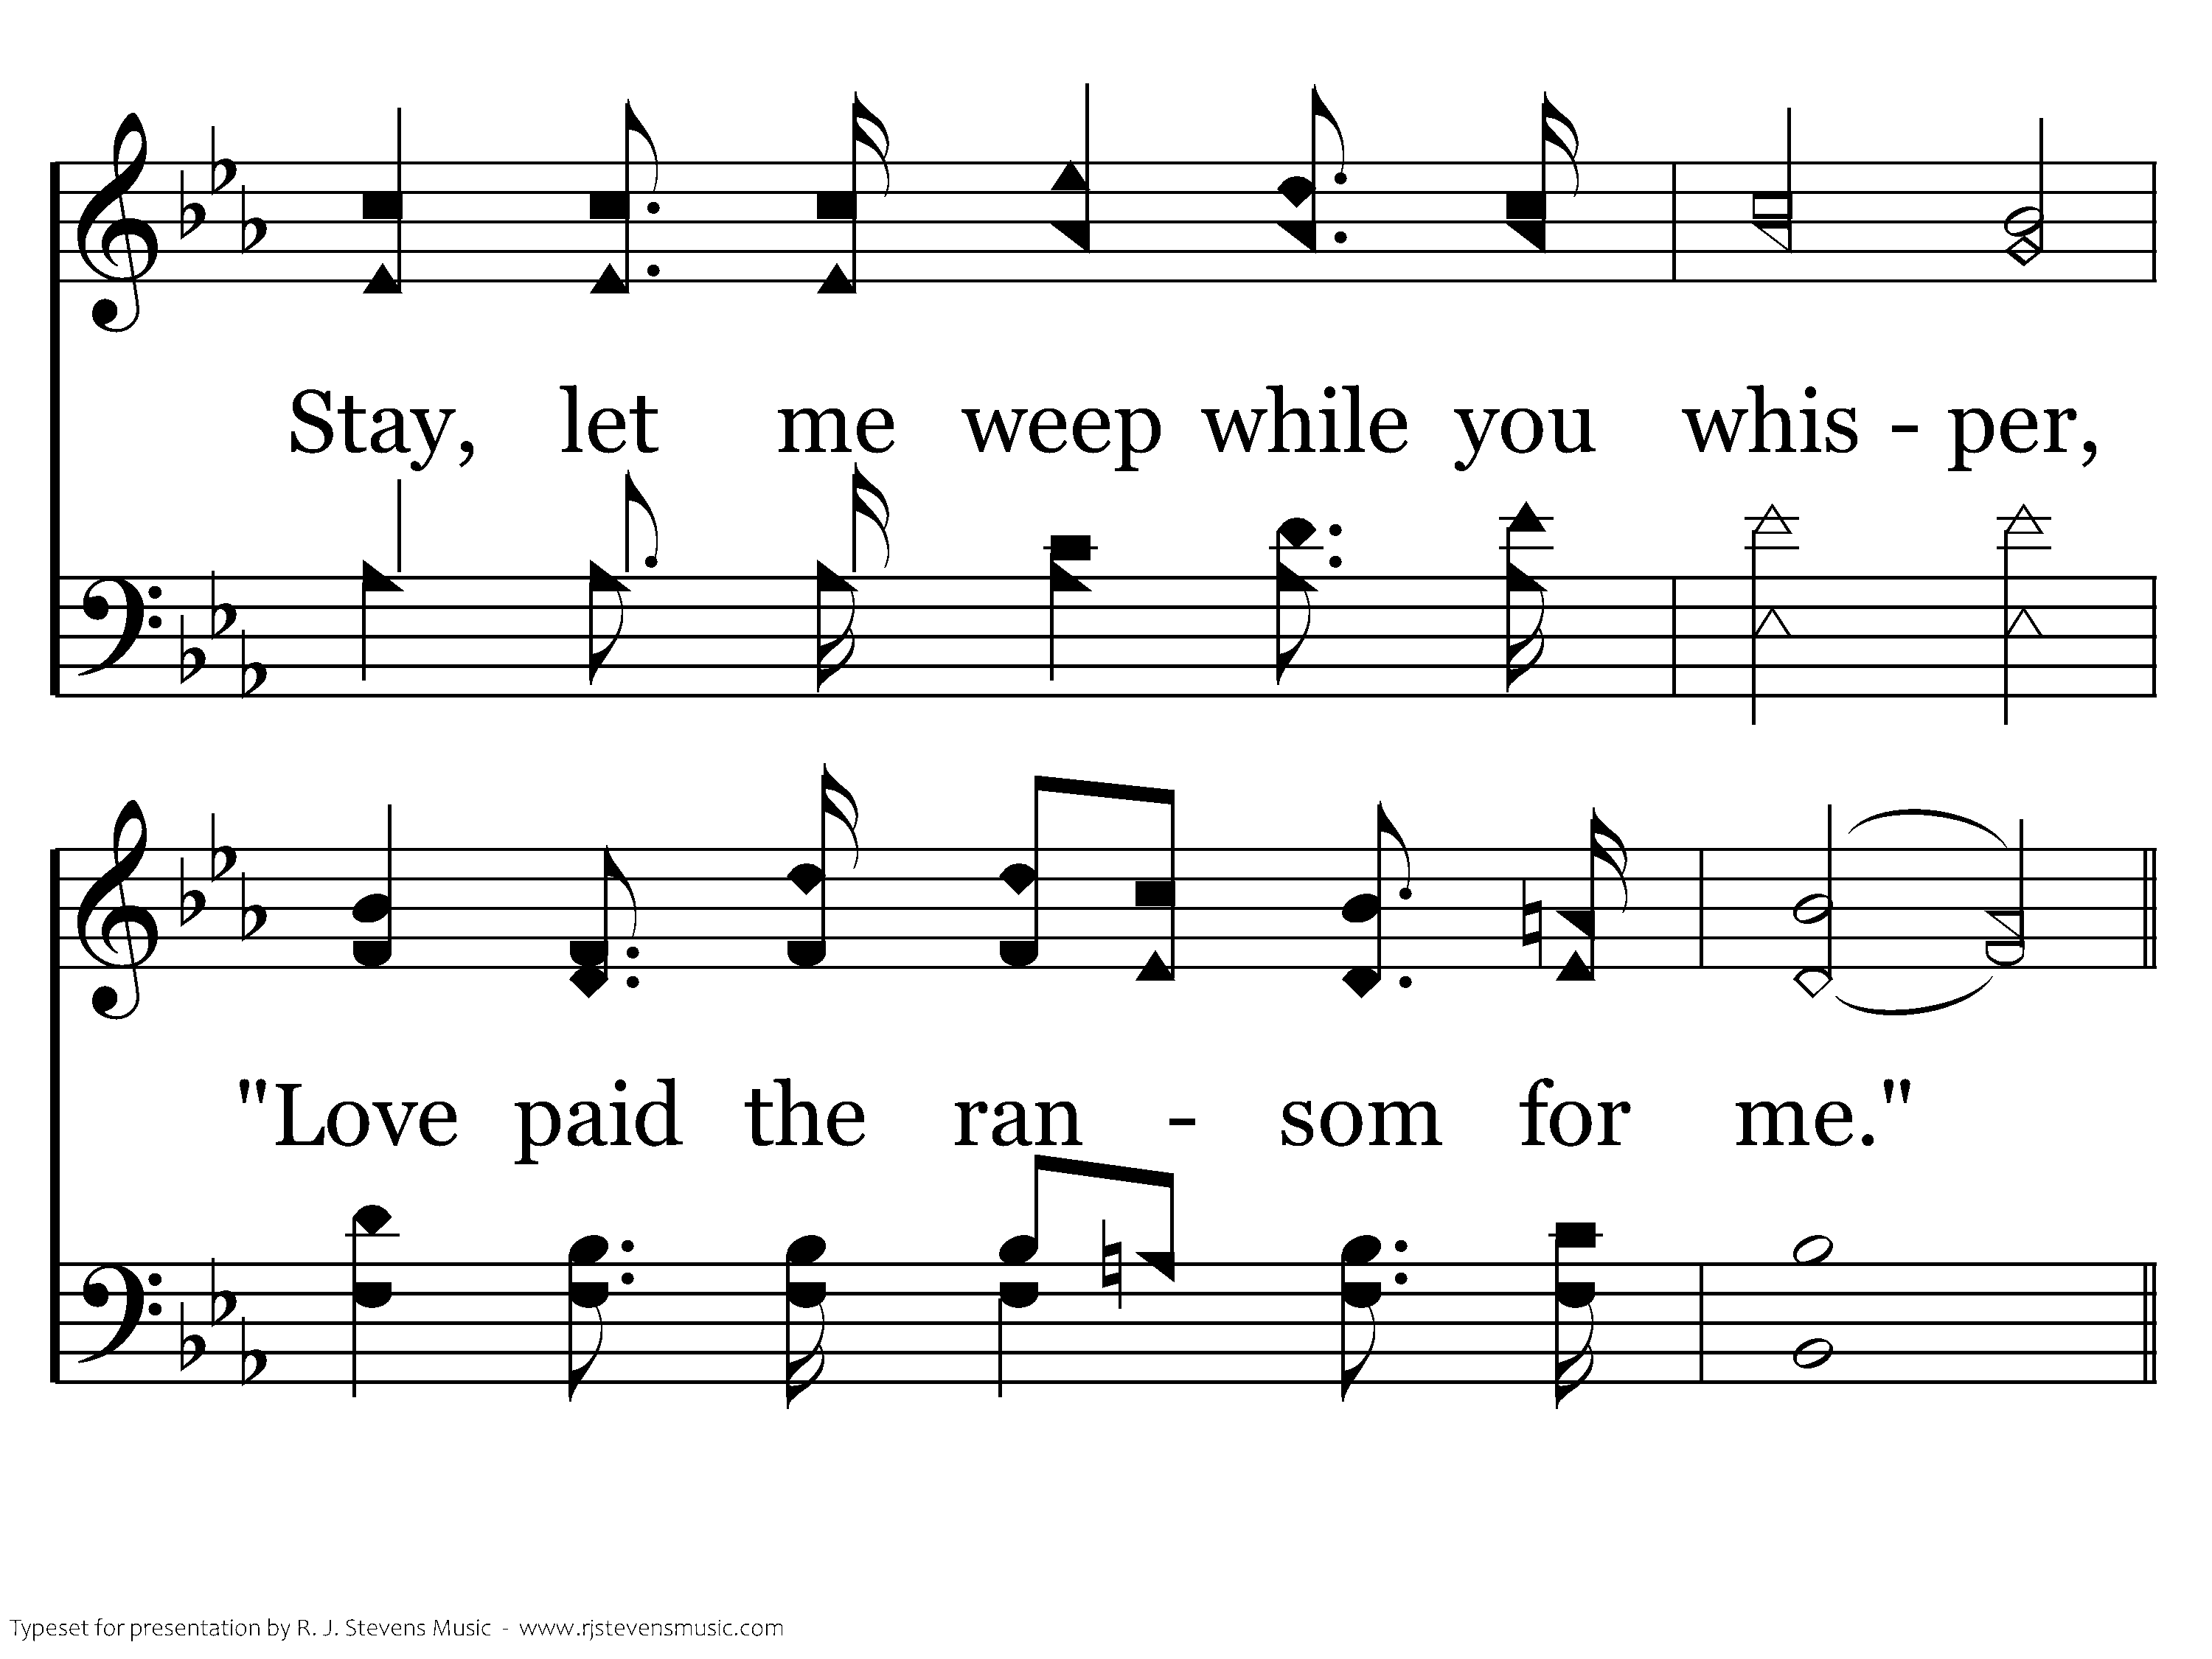 Stay, let me weep while you whis - per,
"Love paid the ran - som for me."
Typeset for presentation by R. J. Stevens Music - www.rjstevensmusic.com